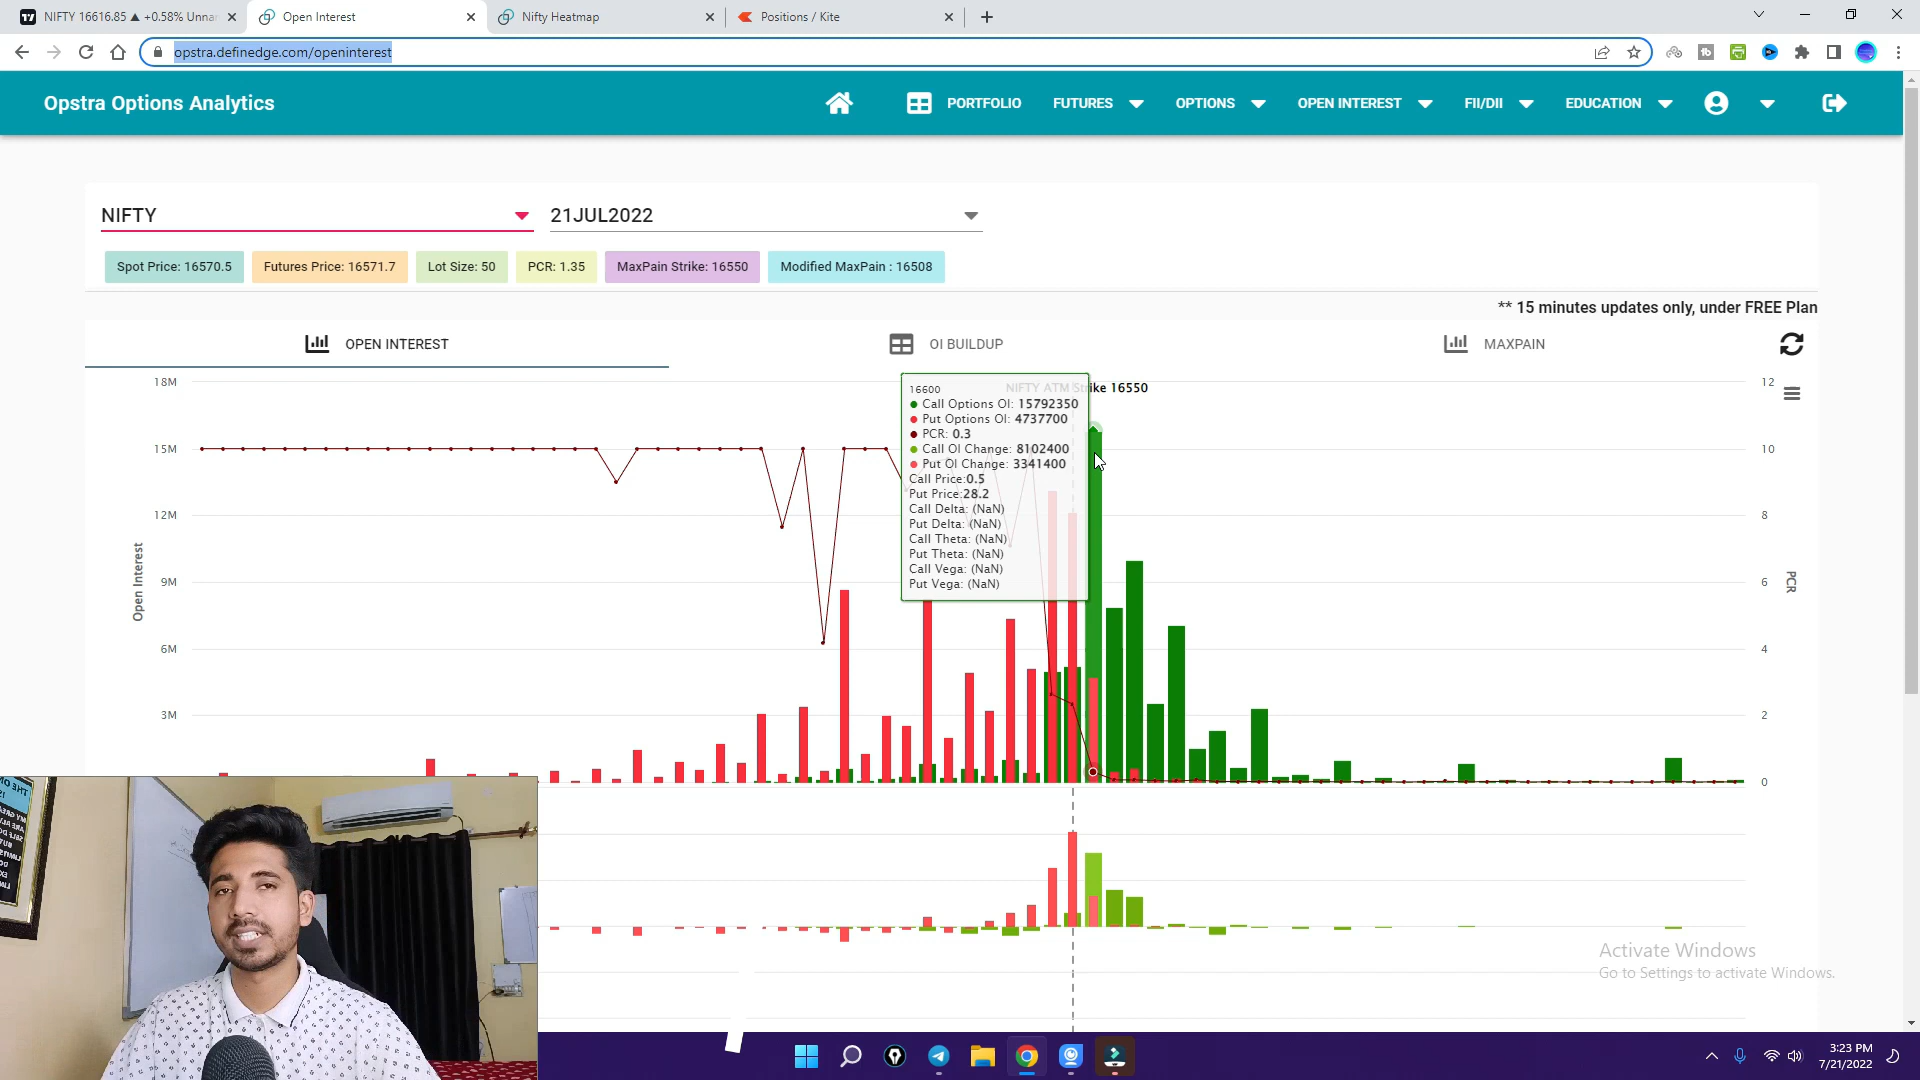 NIFTY 16616.85 ▲ +0.58% Unnar
Open Interest
Nifty Heatmap
Positions / Kite
opstra.definedge.com/openinterest
Opstra Options Analytics
PORTFOLIO
FUTURES
OPTIONS
OPEN INTEREST
FII/DII
EDUCATION
NIFTY
21JUL2022
Spot Price: 16570.5
Futures Price: 16571.7
Lot Size: 50
PCR: 1.35
MaxPain Strike: 16550
Modified MaxPain : 16508
** 15 minutes updates only, under FREE Plan
OPEN INTEREST
OI BUILDUP
MAXPAIN
NIFTY ATM Strike 16550
18M
15M
12M
9M
6M
3M
Open Interest
16600
Call Options OI: 15792350
Put Options OI: 4737700
PCR: 0.3
Call OI Change: 8102400
Put OI Change: 3341400
Call Price:0.5
Put Price:28.2
Call Delta: (NaN)
Put Delta: (NaN)
Call Theta: (NaN)
Put Theta: (NaN)
Call Vega: (NaN)
Put Vega: (NaN)
12
10
8
6
4
2
0
PCR
Activate Windows
Go to Settings to activate Windows.
3:23 PM
7/21/2022